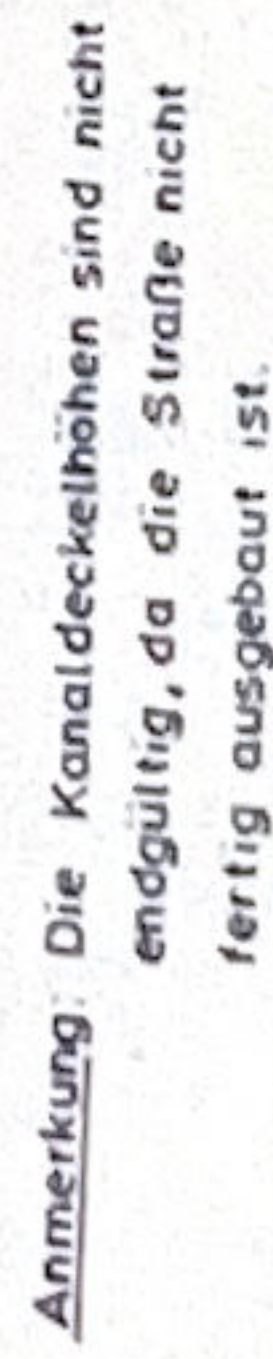 Anmerkung: Die Kanaldeckelhöhen sind nicht
endgültig, da die Straße nicht
fertig ausgebaut ist.